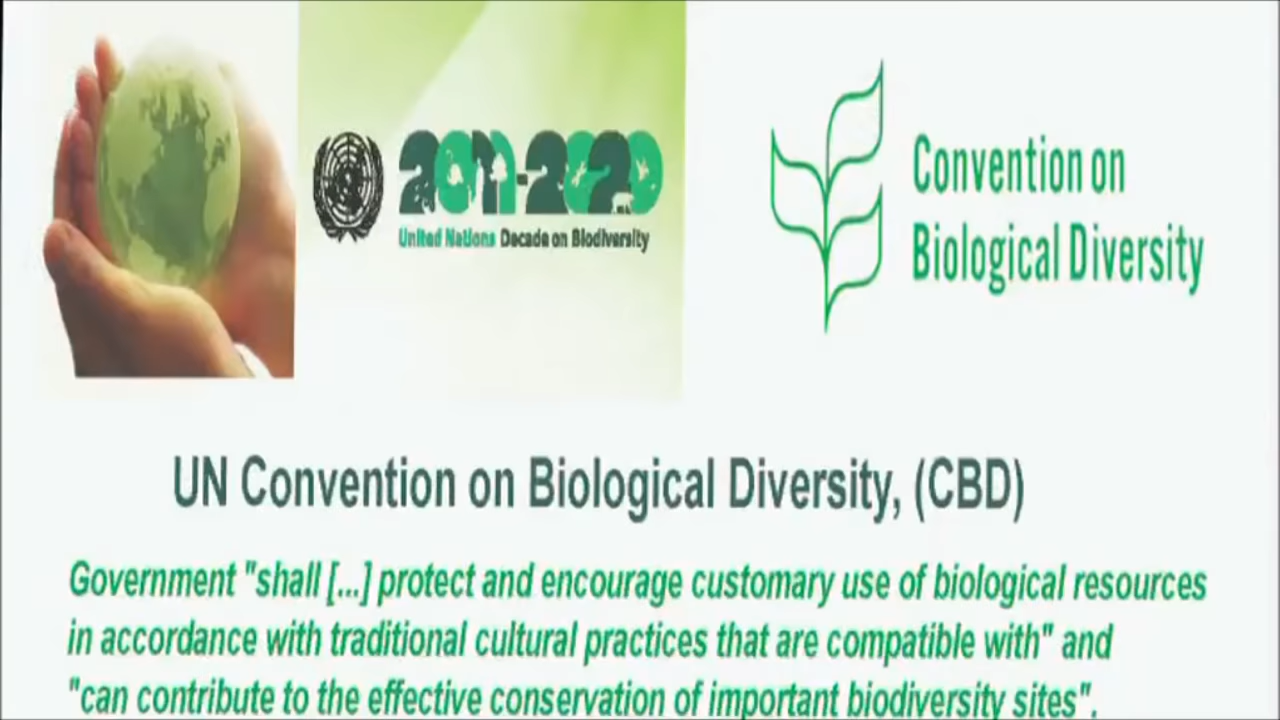 2011-2020
United Nations Decade on Biodiversity
Convention on
Biological Diversity
UN Convention on Biological Diversity, (CBD)
Government "shall [...] protect and encourage customary use of biological resources
in accordance with traditional cultural practices that are compatible with" and
"can contribute to the effective conservation of important biodiversity sites".